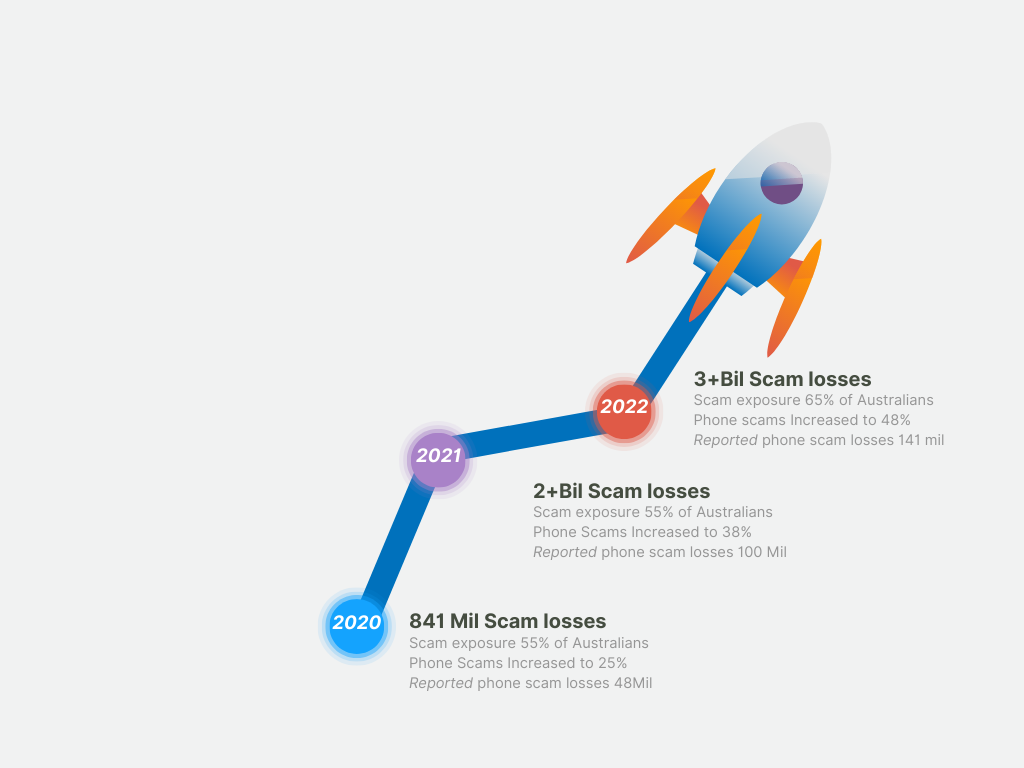 2022
3+Bil Scam losses
Scam exposure 65% of Australians
Phone scams Increased to 48%
Reported phone scam losses 141 mil
2021
2+Bil Scam losses
Scam exposure 55% of Australians
Phone Scams Increased to 38%
Reported phone scam losses 100 Mil
2020
841 Mil Scam losses
Scam exposure 55% of Australians
Phone Scams Increased to 25%
Reported phone scam losses 48Mil